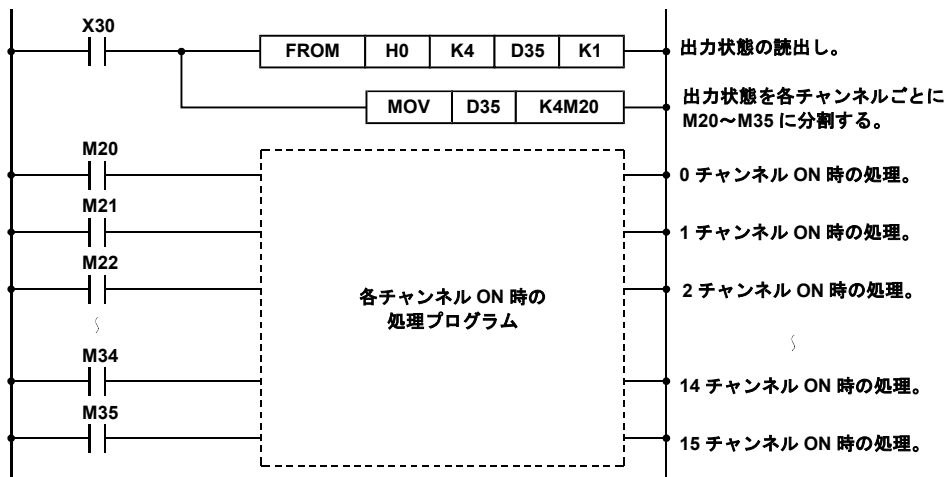 X30
FROM H0 K4 D35 K1
出力状態の読出し。
MOV D35 K4M20
出力状態を各チャンネルごとに
M20～M35 に分割する。
M20
0 チャンネル ON 時の処理。
M21
1 チャンネル ON 時の処理。
M22
2 チャンネル ON 時の処理。
各チャンネル ON 時の
処理プログラム
M34
14 チャンネル ON 時の処理。
M35
15 チャンネル ON 時の処理。